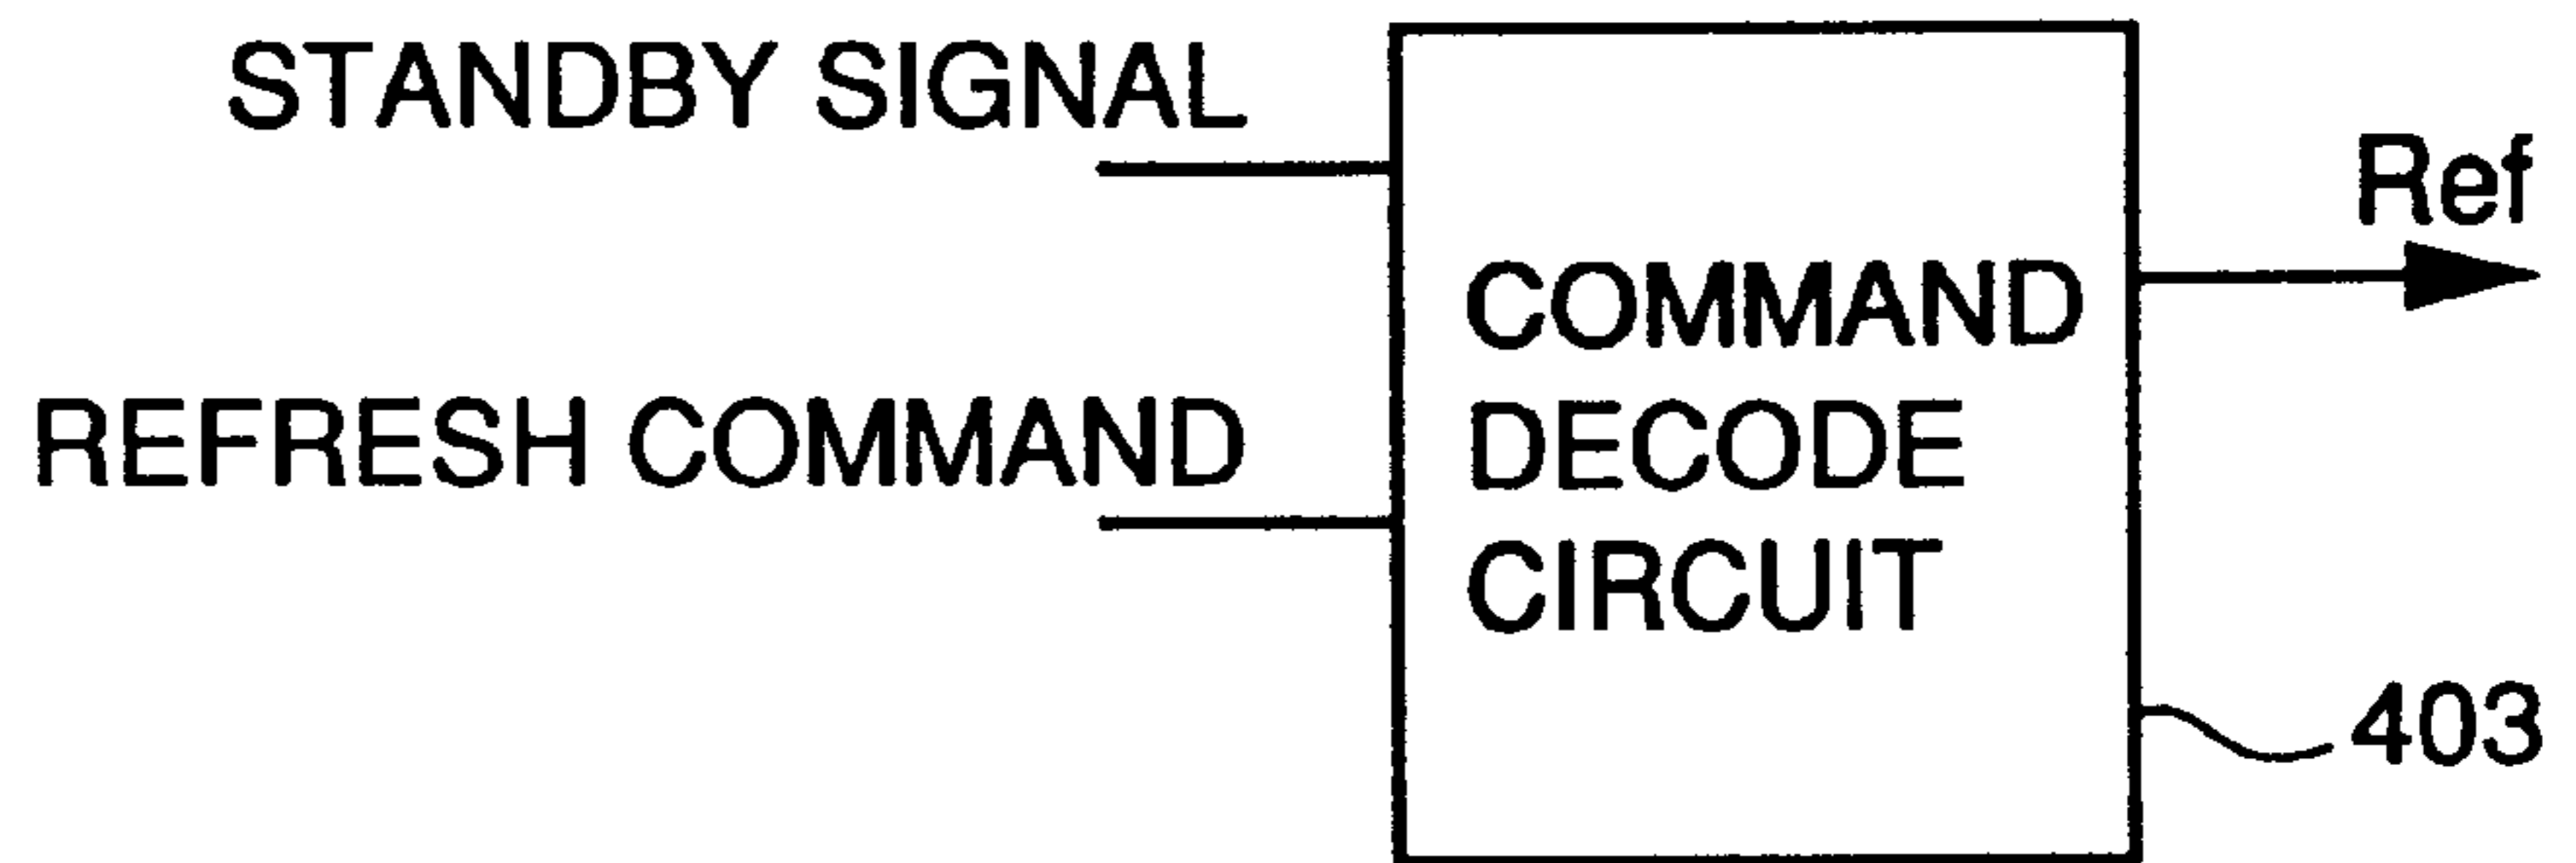 STANDBY SIGNAL
REFRESH COMMAND
COMMAND
DECODE
CIRCUIT
Ref
403